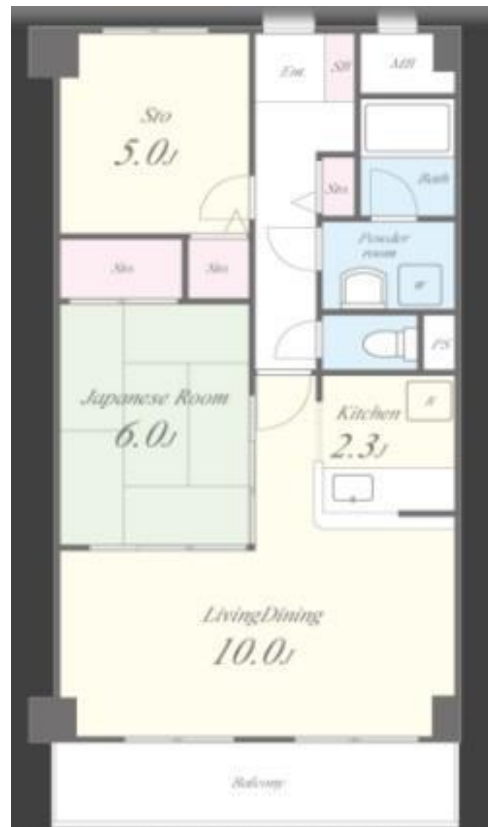 Ent.
SB
MB
Sto
5.0J
Sto.
Bath
Powder
room
W
Sto.
Sto.
PS
Japanese Room
6.0J
Kitchen
R
2.3J
LivingDining
10.0J
Balcony